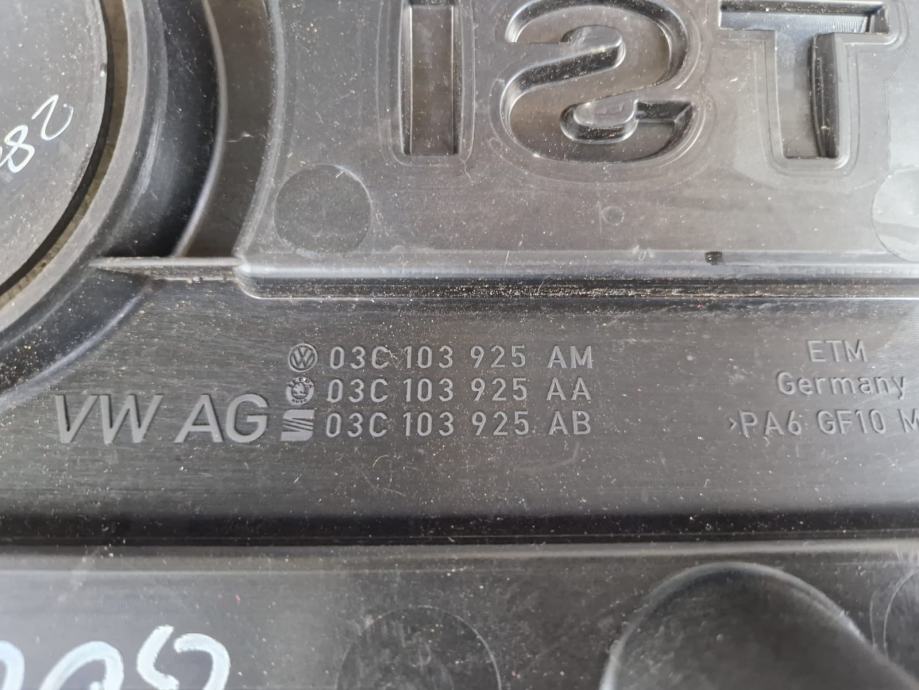 TSI
03C 103 925 AM
03C 103 925 AA
VW AG
03C 103 925 AB
ETM
Germany
>PA6 GF10 M